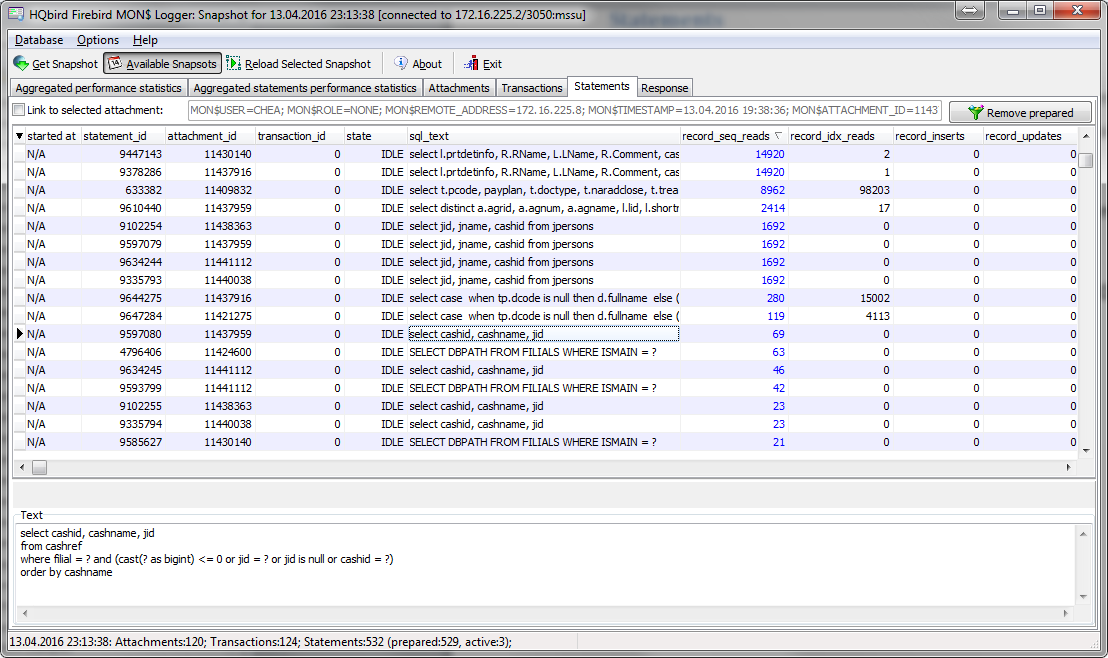 HQbird Firebird MON$ Logger: Snapshot for 13.04.2016 23:13:38 [connected to 172.16.225.2/3050:mssu]
Statements
Database Options Help
Get Snapshot Available Snapsots Reload Selected Snapshot About Exit
Aggregated performance statistics Aggregated statements performance statistics Attachments Transactions Statements Response
Link to selected attachment: MON$USER=CHEA; MON$ROLE=NONE; MON$REMOTE_ADDRESS=172.16.225.8; MON$TIMESTAMP=13.04.2016 19:38:36; MON$ATTACHMENT_ID=1143 Remove prepared
started at statement_id attachment_id transaction_id state sql_text record_seq_reads record_idx_reads record_inserts record_updates
N/A 9447143 11430140 0 IDLE select l.prtdetinfo, R.RName, L.LName, R.Comment, cas 14920 2 0 0
N/A 9378286 11437916 0 IDLE select l.prtdetinfo, R.RName, L.LName, R.Comment, cas 14920 1 0 0
N/A 633382 11409832 0 IDLE select t.pcode, payplan, t.doctype, t.naradclose, t.trea 8962 98203 0 0
N/A 9610440 11437959 0 IDLE select distinct a.agrid, a.agnum, a.agname, l.lid, l.shortr 2414 17 0 0
N/A 9102254 11438363 0 IDLE select jid, jname, cashid from jpersons 1692 0 0 0
N/A 9597079 11437959 0 IDLE select jid, jname, cashid from jpersons 1692 0 0 0
N/A 9634244 11441112 0 IDLE select jid, jname, cashid from jpersons 1692 0 0 0
N/A 9335793 11440038 0 IDLE select jid, jname, cashid from jpersons 1692 0 0 0
N/A 9644275 11437916 0 IDLE select case when tp.dcode is null then d.fullname else ( 280 15002 0 0
N/A 9647284 11421275 0 IDLE select case when tp.dcode is null then d.fullname else ( 119 4113 0 0
N/A 9597080 11437959 0 IDLE select cashid, cashname, jid 69 0 0 0
N/A 4796406 11424600 0 IDLE SELECT DBPATH FROM FILIALS WHERE ISMAIN = ? 63 0 0 0
N/A 9634245 11441112 0 IDLE select cashid, cashname, jid 46 0 0 0
N/A 9593799 11441112 0 IDLE SELECT DBPATH FROM FILIALS WHERE ISMAIN = ? 42 0 0 0
N/A 9102255 11438363 0 IDLE select cashid, cashname, jid 23 0 0 0
N/A 9335794 11440038 0 IDLE select cashid, cashname, jid 23 0 0 0
N/A 9585627 11430140 0 IDLE SELECT DBPATH FROM FILIALS WHERE ISMAIN = ? 21 0 0 0
Text
select cashid, cashname, jid
from cashref
where filial = ? and (cast(? as bigint) <= 0 or jid = ? or jid is null or cashid = ?)
order by cashname
13.04.2016 23:13:38: Attachments:120; Transactions:124; Statements:532 (prepared:529, active:3);